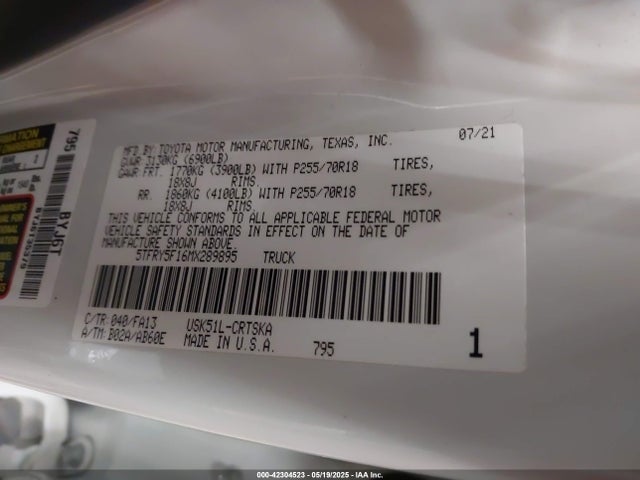 MFD.BY:TOYOTA MOTOR MANUFACTURING, TEXAS, INC. 07/21
GVWR 3130KG (6900LB)
GAWR FRT. 1770KG (3900LB) WITH P255/70R18 TIRES,
18X8J RIMS.
RR. 1860KG (4100LB) WITH P255/70R18 TIRES,
18X8J RIMS.
THIS VEHICLE CONFORMS TO ALL APPLICABLE FEDERAL MOTOR
VEHICLE SAFETY STANDARDS IN EFFECT ON THE DATE OF
MANUFACTURE SHOWN ABOVE.
5TFRY5F16MX289895 TRUCK
C/TR:040/FA13 USK51L-CRTSKA
A/TM:B02A/AB60E MADE IN U.S.A. 795 1
795
BYJ6T
000-42304523 - 05/19/2025 - IAAI, Inc.